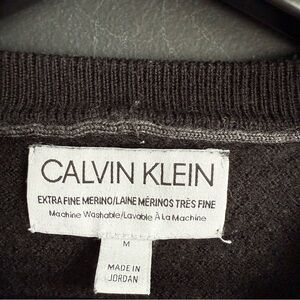 CALVIN KLEIN
EXTRA FINE MERINO/LAINE MÉRINOS TRÈS FINE
Machine Washable/Lavable À La Machine
M
MADE IN
JORDAN